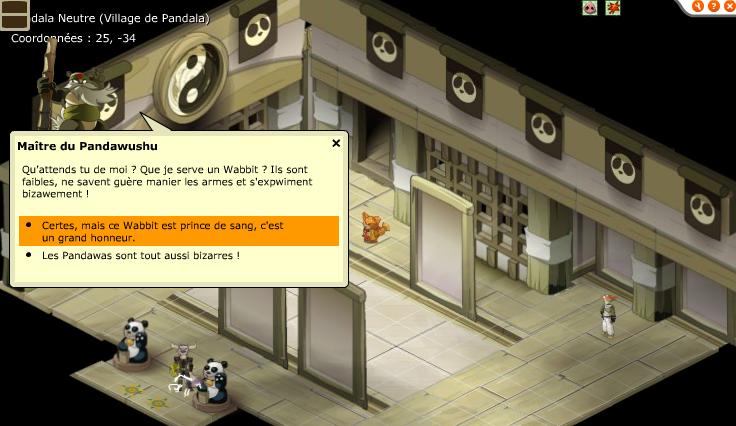 dala Neutre (Village de Pandala)
Coordonnées : 25, -34
Maître du Pandawushu
Qu'attends tu de moi ? Que je serve un Wabbit ? Ils sont
faibles, ne savent guère manier les armes et s'expwiment
bizawement !
Certes, mais ce Wabbit est prince de sang, c'est
un grand honneur.
Les Pandawas sont tout aussi bizarres !